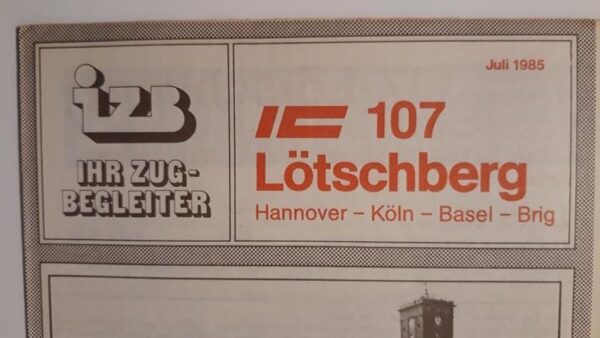 izb
IHR ZUG-
BEGLEITER
Juli 1985
IC 107
Lötschberg
Hannover – Köln – Basel – Brig